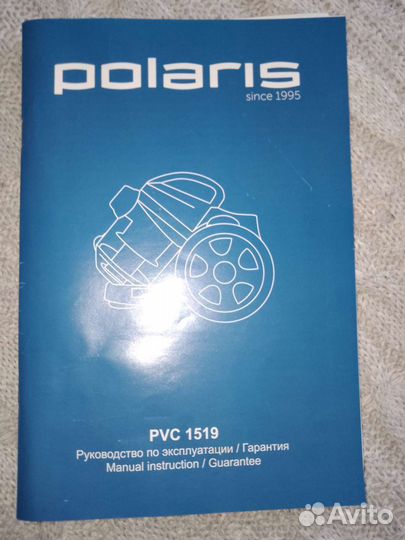 polaris
since 1995
PVC 1519
Руководство по эксплуатации / Гарантия
Manual instruction / Guarantee
Avito